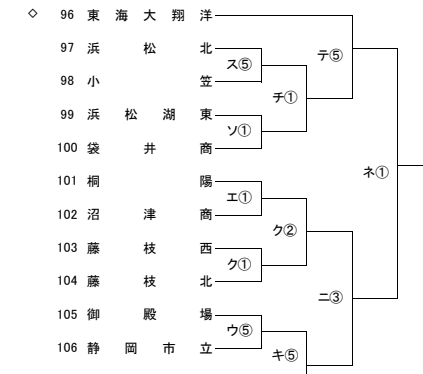 ◇ 96 東海大翔洋
テ⑤
97 浜松北
ス⑤
98 小笠
チ①
99 浜松湖東
ソ①
100 袋井商
ネ①
101 桐陽
エ①
102 沼津商
ク②
103 藤枝西
ク①
104 藤枝北
ニ③
105 御殿場
ウ⑤
106 静岡市立
キ⑤